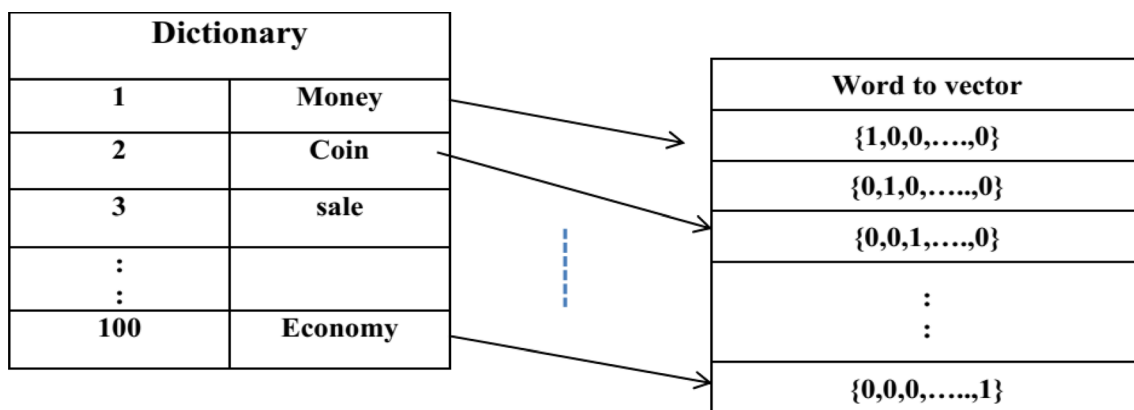 Dictionary
1 Money
2 Coin
3 sale
:
:
100 Economy
Word to vector
{1,0,0,….,0}
{0,1,0,…..,0}
{0,0,1,….,0}
:
:
{0,0,0,…..,1}